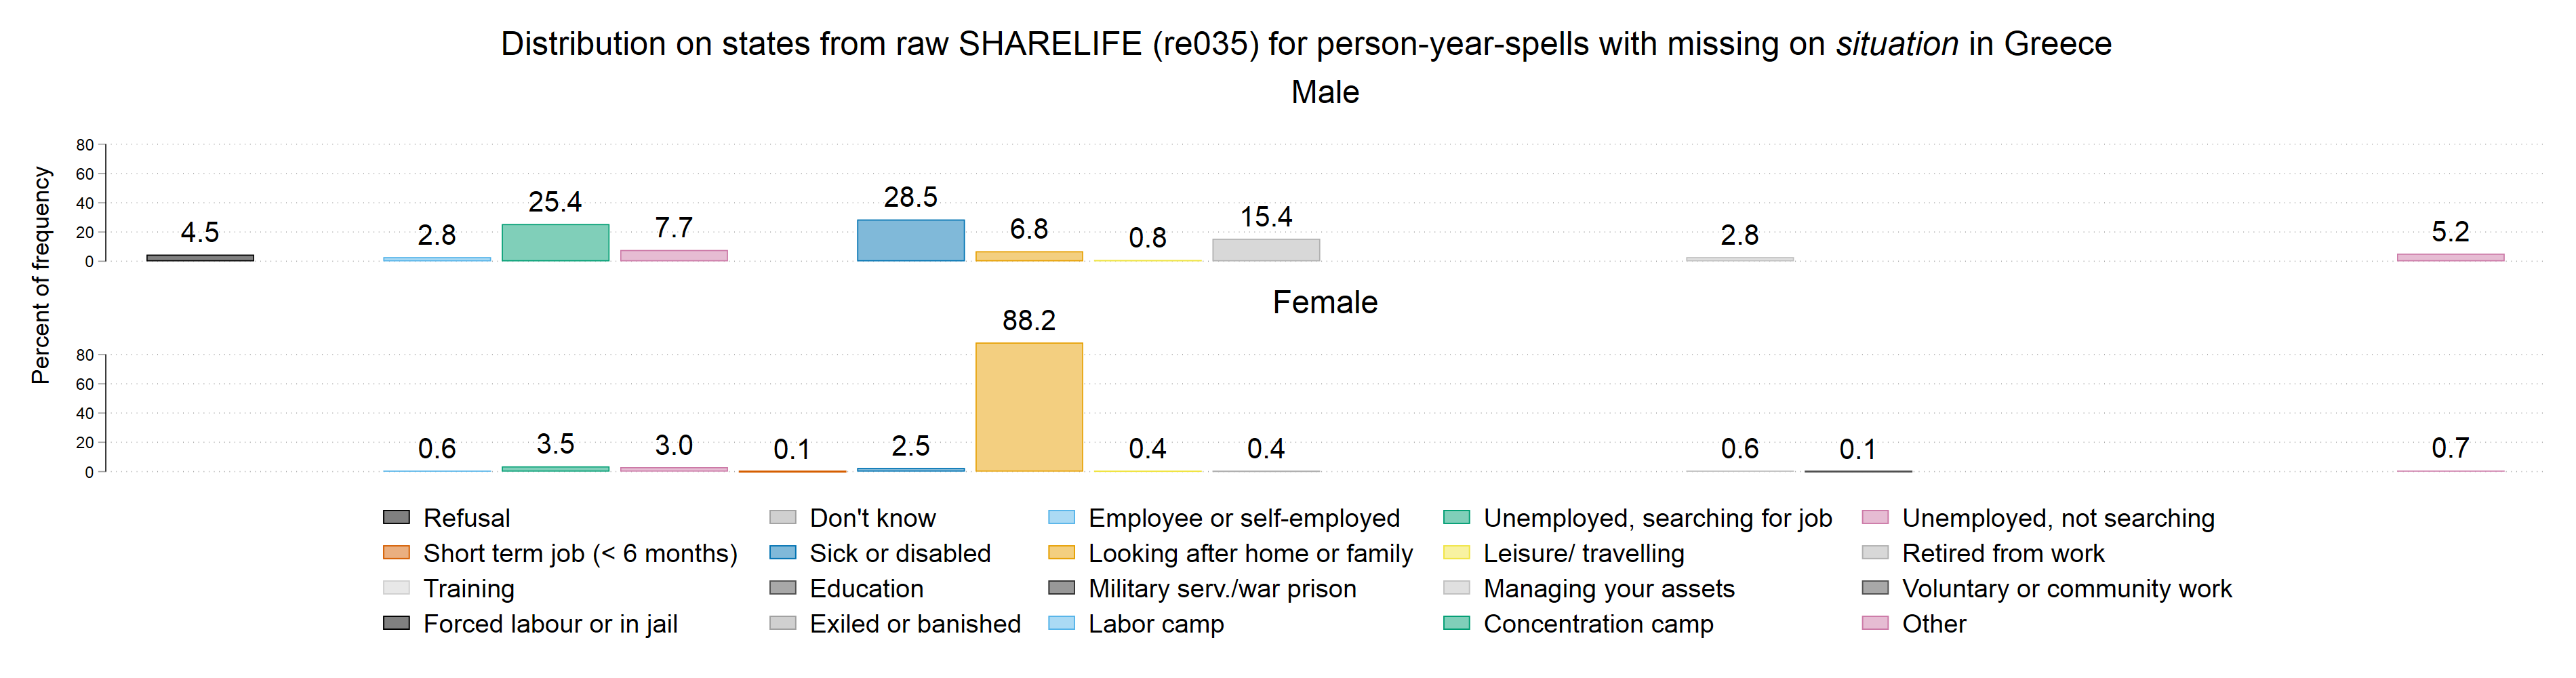 Distribution on states from raw SHARELIFE (re035) for person-year-spells with missing on situation in Greece
Male
Percent of frequency
80
60
40
20
0
4.5
2.8
25.4
7.7
28.5
6.8
0.8
15.4
2.8
5.2
Female
80
60
40
20
0
0.6
3.5
3.0
0.1
2.5
88.2
0.4
0.4
0.6
0.1
0.7
Refusal
Don't know
Employee or self-employed
Unemployed, searching for job
Unemployed, not searching
Short term job (< 6 months)
Sick or disabled
Looking after home or family
Leisure/ travelling
Retired from work
Training
Education
Military serv./war prison
Managing your assets
Voluntary or community work
Forced labour or in jail
Exiled or banished
Labor camp
Concentration camp
Other